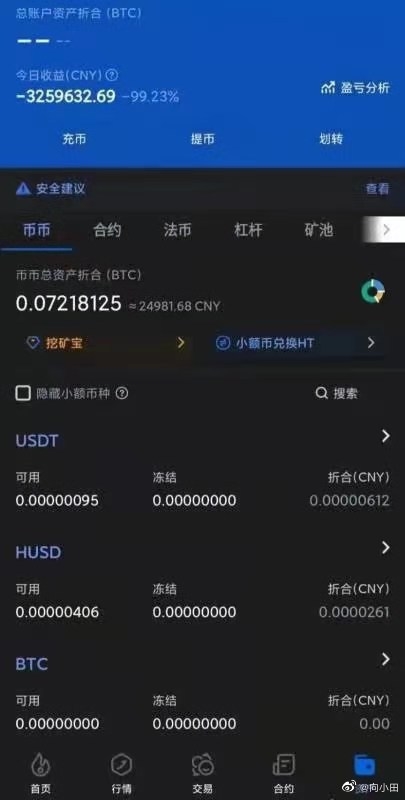 总账户资产折合 (BTC)
今日收益(CNY)
-3259632.69 -99.23%
盈亏分析
充币 提币 划转
安全建议 查看
币币 合约 法币 杠杆 矿池
币币总资产折合 (BTC)
0.07218125 ≈24981.68 CNY
挖矿宝 小额币兑换HT
隐藏小额币种 搜索
USDT
可用 冻结 折合(CNY)
0.00000095 0.00000000 0.00000612
HUSD
可用 冻结 折合(CNY)
0.00000406 0.00000000 0.0000261
BTC
可用 冻结 折合(CNY)
0.00000000 0.00000000 0.00
首页 行情 交易 合约
@向小田